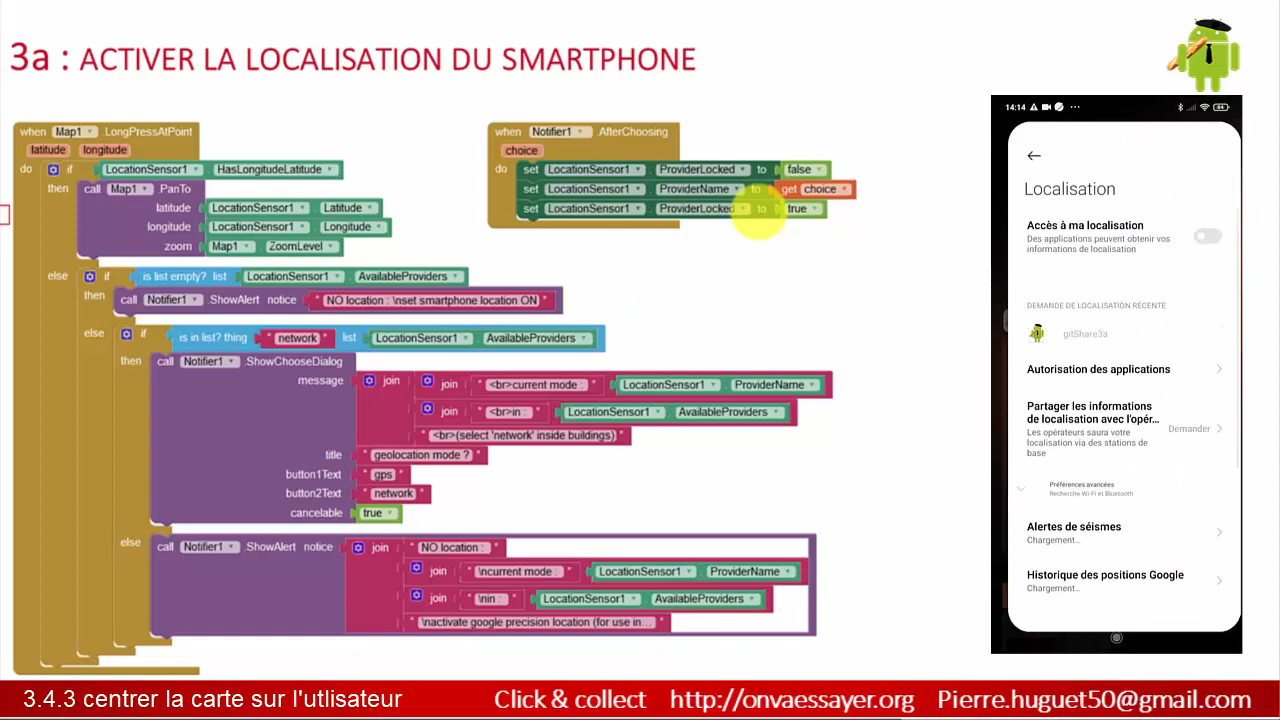 3a : ACTIVER LA LOCALISATION DU SMARTPHONE
when Map1 .LongPressAtPoint
latitude longitude
do if LocationSensor1 . HasLongitudeLatitude
then call Map1 .PanTo
latitude LocationSensor1 . Latitude
longitude LocationSensor1 . Longitude
zoom Map1 . ZoomLevel
else if is list empty? list LocationSensor1 . AvailableProviders
then call Notifier1 .ShowAlert notice " NO location : \nset smartphone location ON "
else if is in list? thing " network " list LocationSensor1 . AvailableProviders
then call Notifier1 .ShowChooseDialog
message join join " <br>current mode : " LocationSensor1 . ProviderName
join " <br>in : " LocationSensor1 . AvailableProviders
" <br>(select 'network' inside buildings) "
title " geolocation mode ? "
button1Text " gps "
button2Text " network "
cancelable true
else call Notifier1 .ShowAlert notice join " NO location : "
join " \ncurrent mode : " LocationSensor1 . ProviderName
join " \nin : " LocationSensor1 . AvailableProviders
" \nactivate google precision location (for use in... "
when Notifier1 .AfterChoosing
choice
do set LocationSensor1 . ProviderLocked to false
set LocationSensor1 . ProviderName to get choice
set LocationSensor1 . ProviderLocked to true
14:14 ... 64
Localisation
Accès à ma localisation
Des applications peuvent obtenir vos
informations de localisation
DEMANDE DE LOCALISATION RÉCENTE
gitShare3a
Autorisation des applications
Partager les informations
de localisation avec l'opér...
Demander
Les opérateurs saura votre
localisation via des stations de
base
Préférences avancées
Recherche Wi-Fi et Bluetooth
Alertes de séismes
Chargement...
Historique des positions Google
Chargement...
3.4.3 centrer la carte sur l'utlisateur Click & collect http://onvaessayer.org Pierre.huguet50@gmail.com